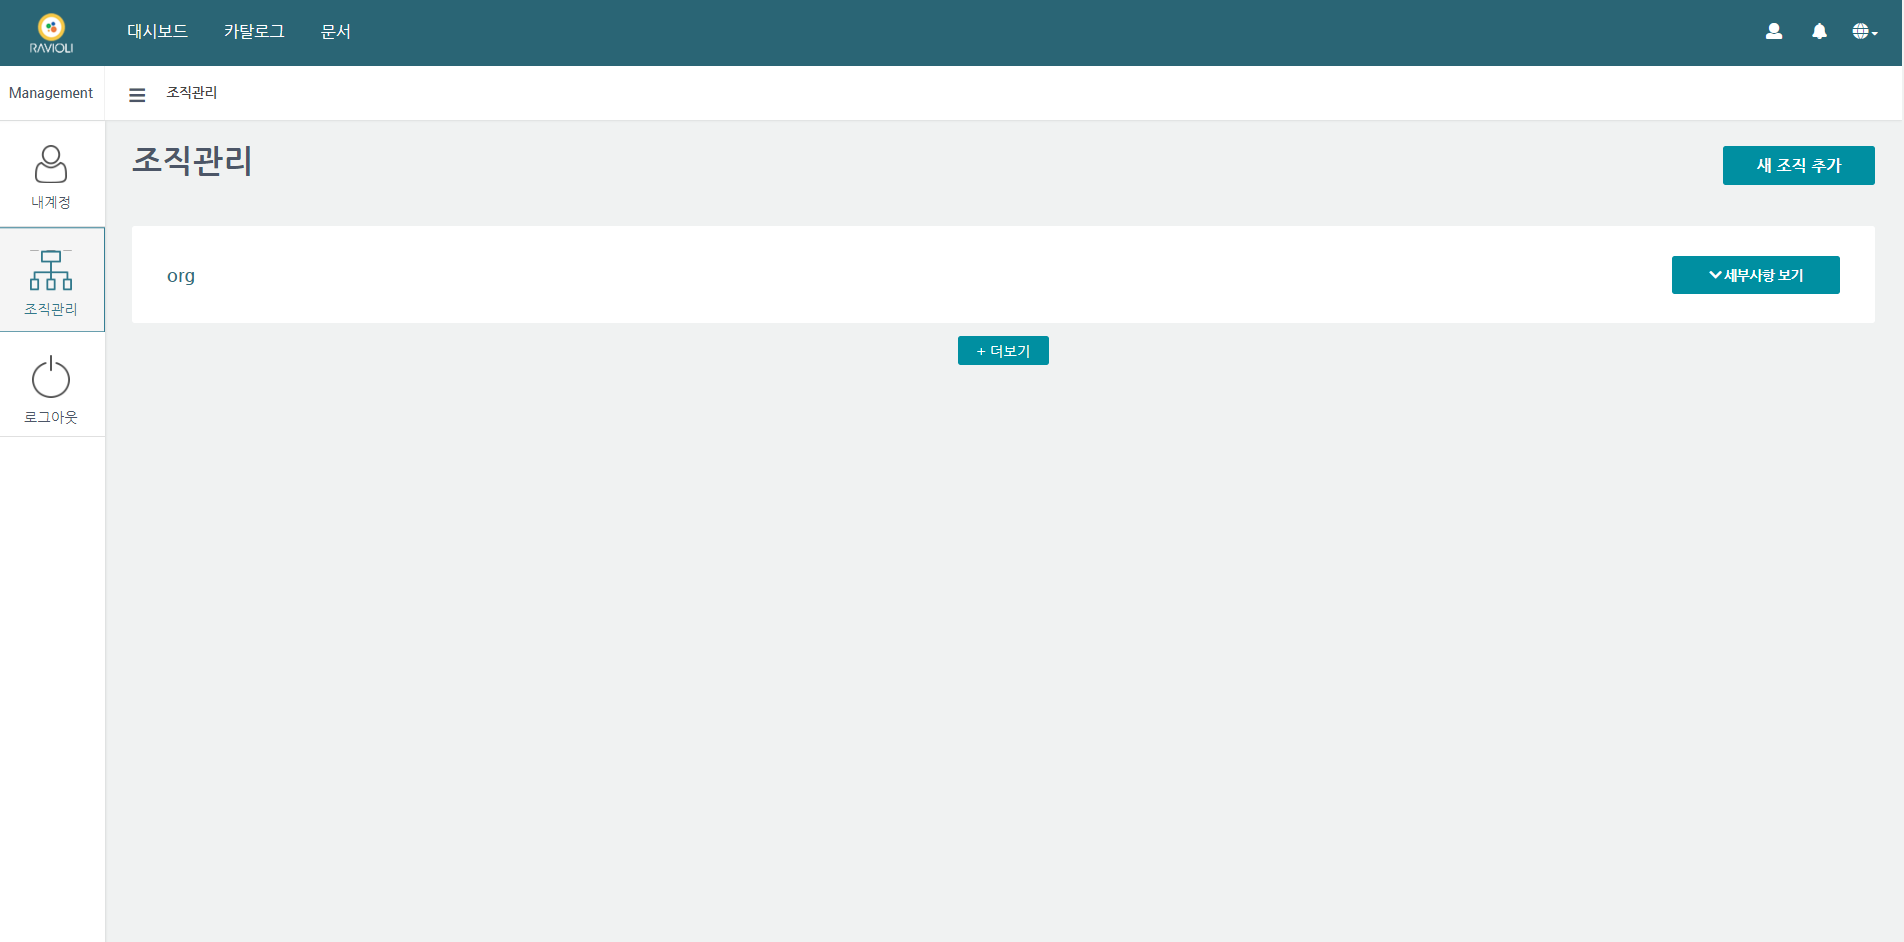 RAVIOLI
대시보드 카탈로그 문서
Management
조직관리
조직관리
새 조직 추가
내계정
org
세부사항 보기
조직관리
+ 더보기
로그아웃